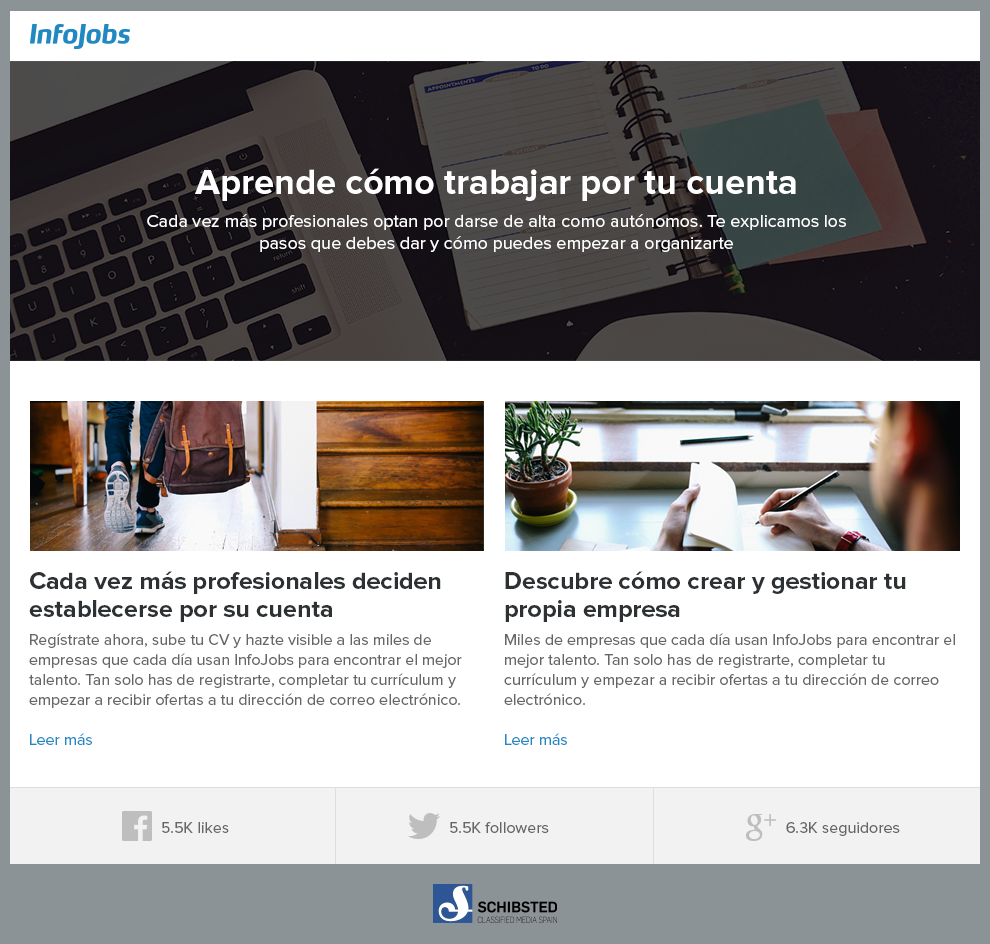 InfoJobs
APPOINTMENTS
TO DO
Aprende cómo trabajar por tu cuenta
Cada vez más profesionales optan por darse de alta como autónomos. Te explicamos los
pasos que debes dar y cómo puedes empezar a organizarte
Cada vez más profesionales deciden
establecerse por su cuenta
Regístrate ahora, sube tu CV y hazte visible a las miles de
empresas que cada día usan InfoJobs para encontrar el mejor
talento. Tan solo has de registrarte, completar tu currículum y
empezar a recibir ofertas a tu dirección de correo electrónico.
Leer más
Descubre cómo crear y gestionar tu
propia empresa
Miles de empresas que cada día usan InfoJobs para encontrar el
mejor talento. Tan solo has de registrarte, completar tu
currículum y empezar a recibir ofertas a tu dirección de correo
electrónico.
Leer más
5.5K likes
5.5K followers
g+ 6.3K seguidores
SCHIBSTED
CLASSIFIED MEDIA SPAIN